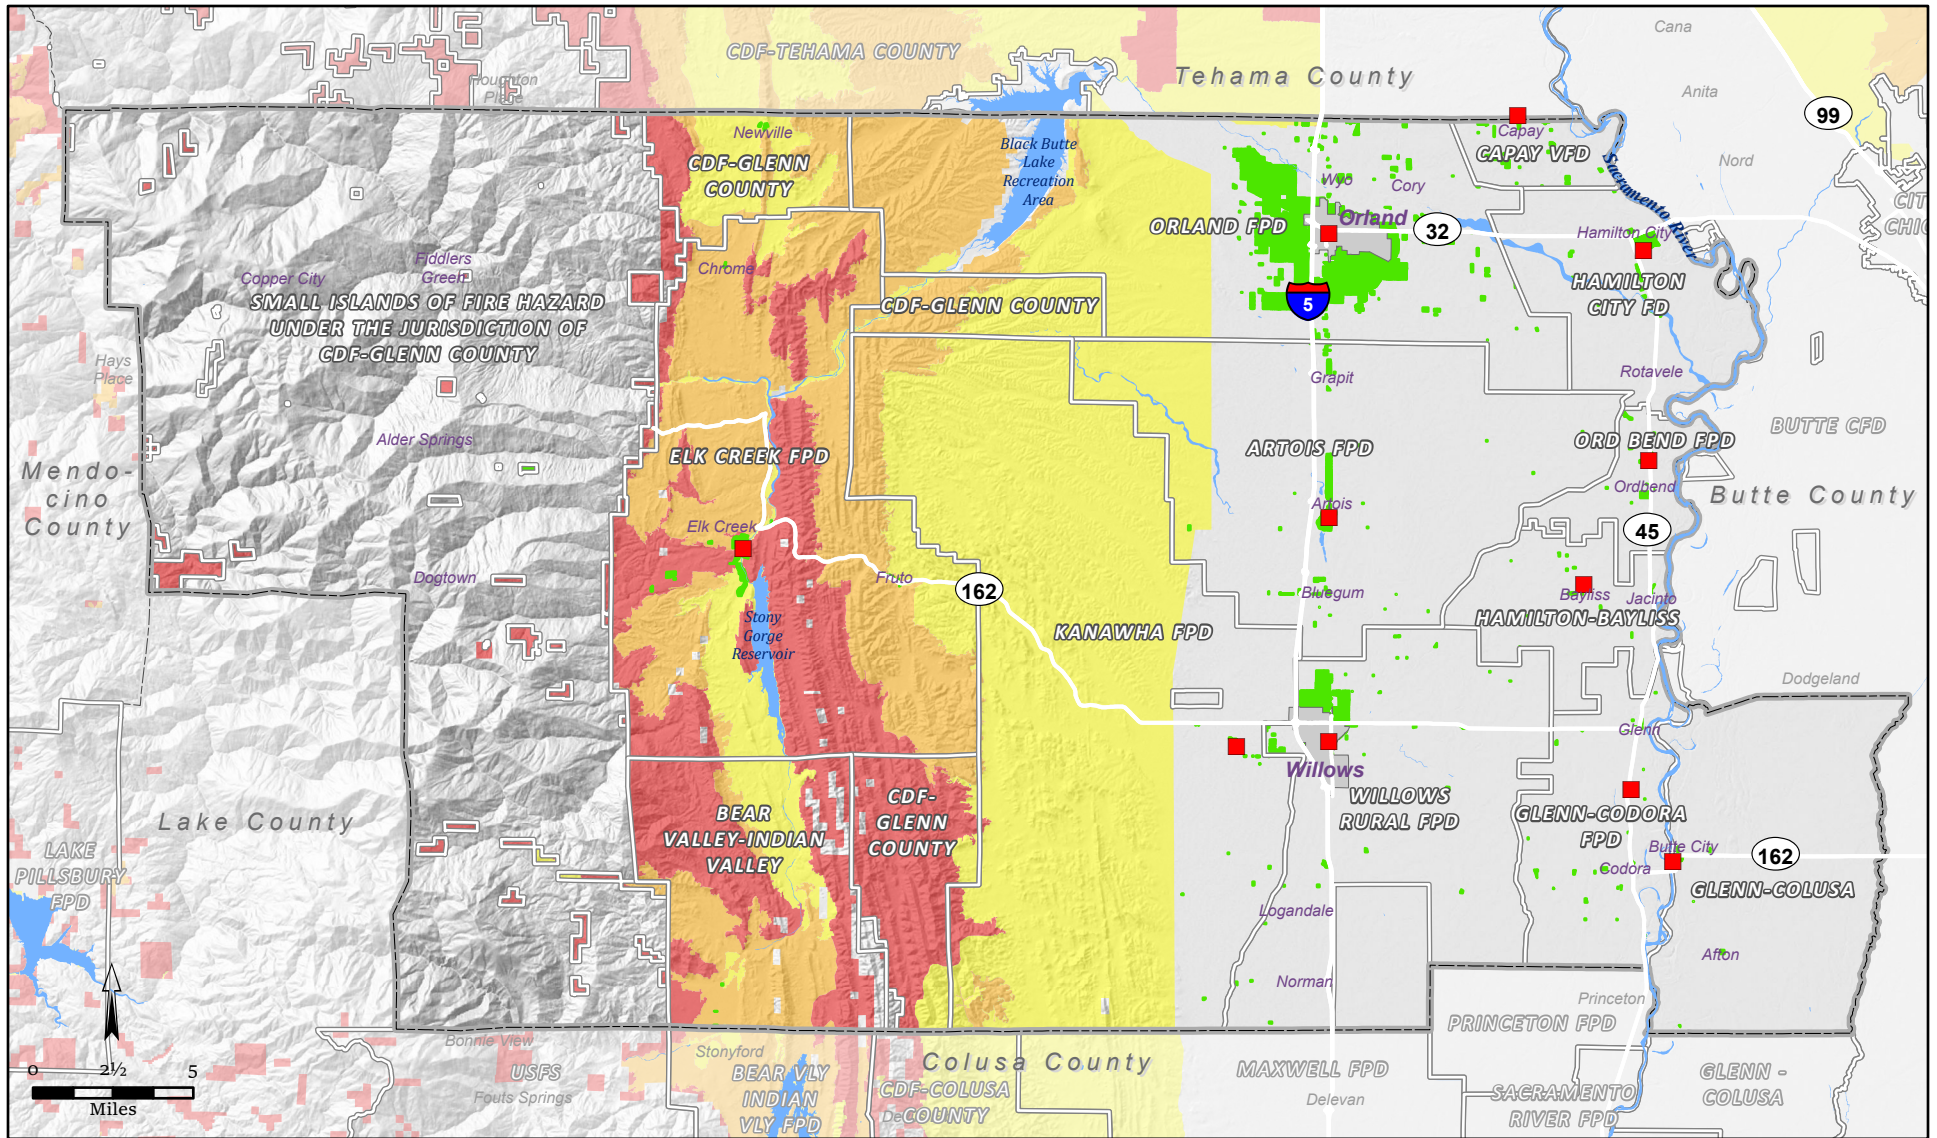 Cana
CDF-TEHAMA COUNTY
Tehama County
Houghton
Place
Anita
99
Newville
Capay
Black Butte
Lake
Recreation
Area
CAPAY VFD
CDF-GLENN
COUNTY
Nord
Sacramento River
Wyo
Cory
CIT
CHIC
ORLAND FPD
Orland
32
Hamilton City
Fiddlers
Green
Copper City
Chrome
HAMILTON
CITY FD
SMALL ISLANDS OF FIRE HAZARD
UNDER THE JURISDICTION OF
CDF-GLENN COUNTY
CDF-GLENN COUNTY
5
Hays
Place
Grapit
Rotavele
Alder Springs
ELK CREEK FPD
ARTOIS FPD
ORD BEND FPD
BUTTE CFD
Mendo-
cino
County
Ordbend
Butte County
Artois
Elk Creek
45
Dogtown
Fruto
162
Bluegum
Bayliss
Jacinto
HAMILTON-BAYLISS
Stony
Gorge
Reservoir
KANAWHA FPD
Dodgeland
Glenn
Willows
WILLOWS
RURAL FPD
BEAR
VALLEY-INDIAN
VALLEY
CDF-
GLENN
COUNTY
GLENN-CODORA
FPD
Lake County
LAKE
PILLSBURY
FPD
Butte City
162
Codora
GLENN-COLUSA
Logandale
Afton
Norman
Princeton
PRINCETON FPD
Bonnie View
Stonyford
Colusa County
0 2½ 5
Miles
USFS
Fouts Springs
BEAR VLY
INDIAN
VLY FPD
CDF-COLUSA
COUNTY
De
MAXWELL FPD
Delevan
SACRAMENTO
RIVER FPD
GLENN -
COLUSA